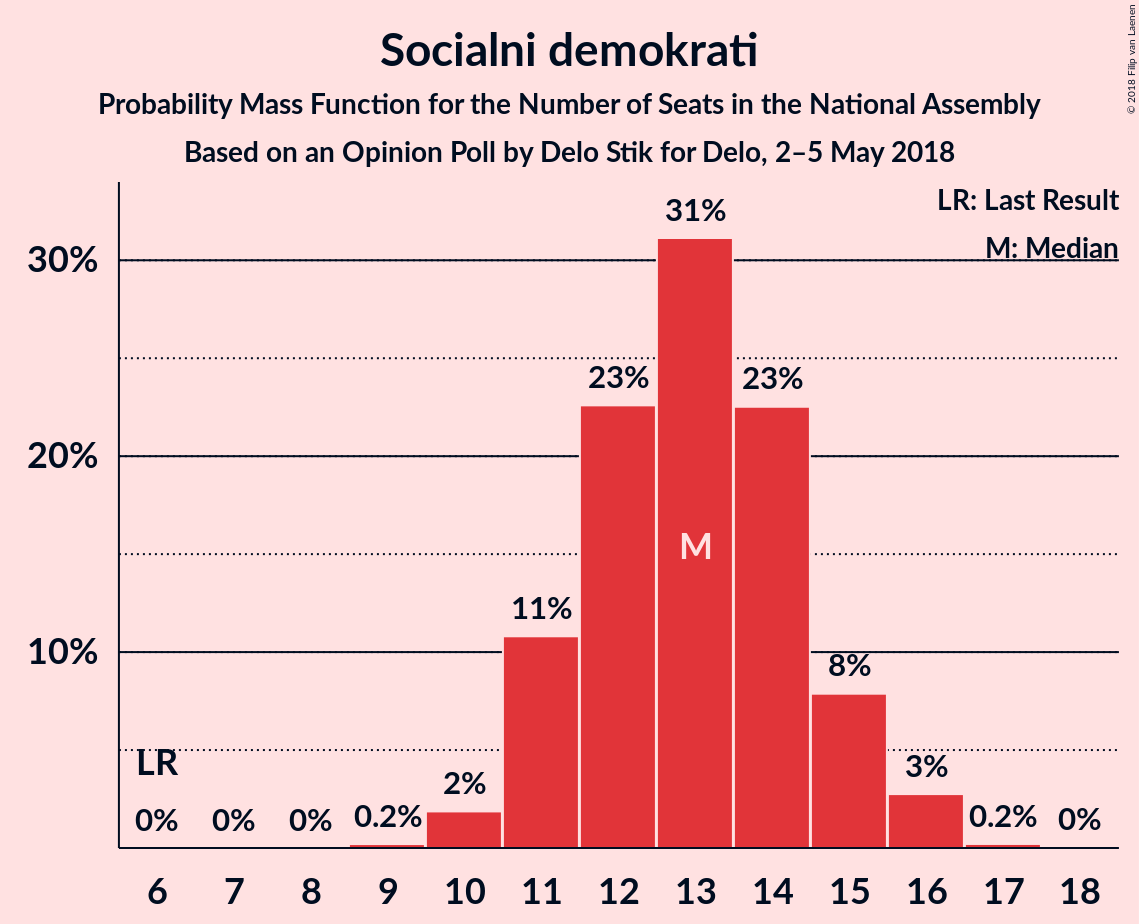 Socialni demokrati
Probability Mass Function for the Number of Seats in the National Assembly
Based on an Opinion Poll by Delo Stik for Delo, 2–5 May 2018
© 2018 Filip van Laenen
LR: Last Result
M: Median
31%
30%
23%
23%
20%
M
11%
10%
8%
LR
3%
2%
0%
0%
0%
0.2%
0.2%
0%
6 7 8 9 10 11 12 13 14 15 16 17 18